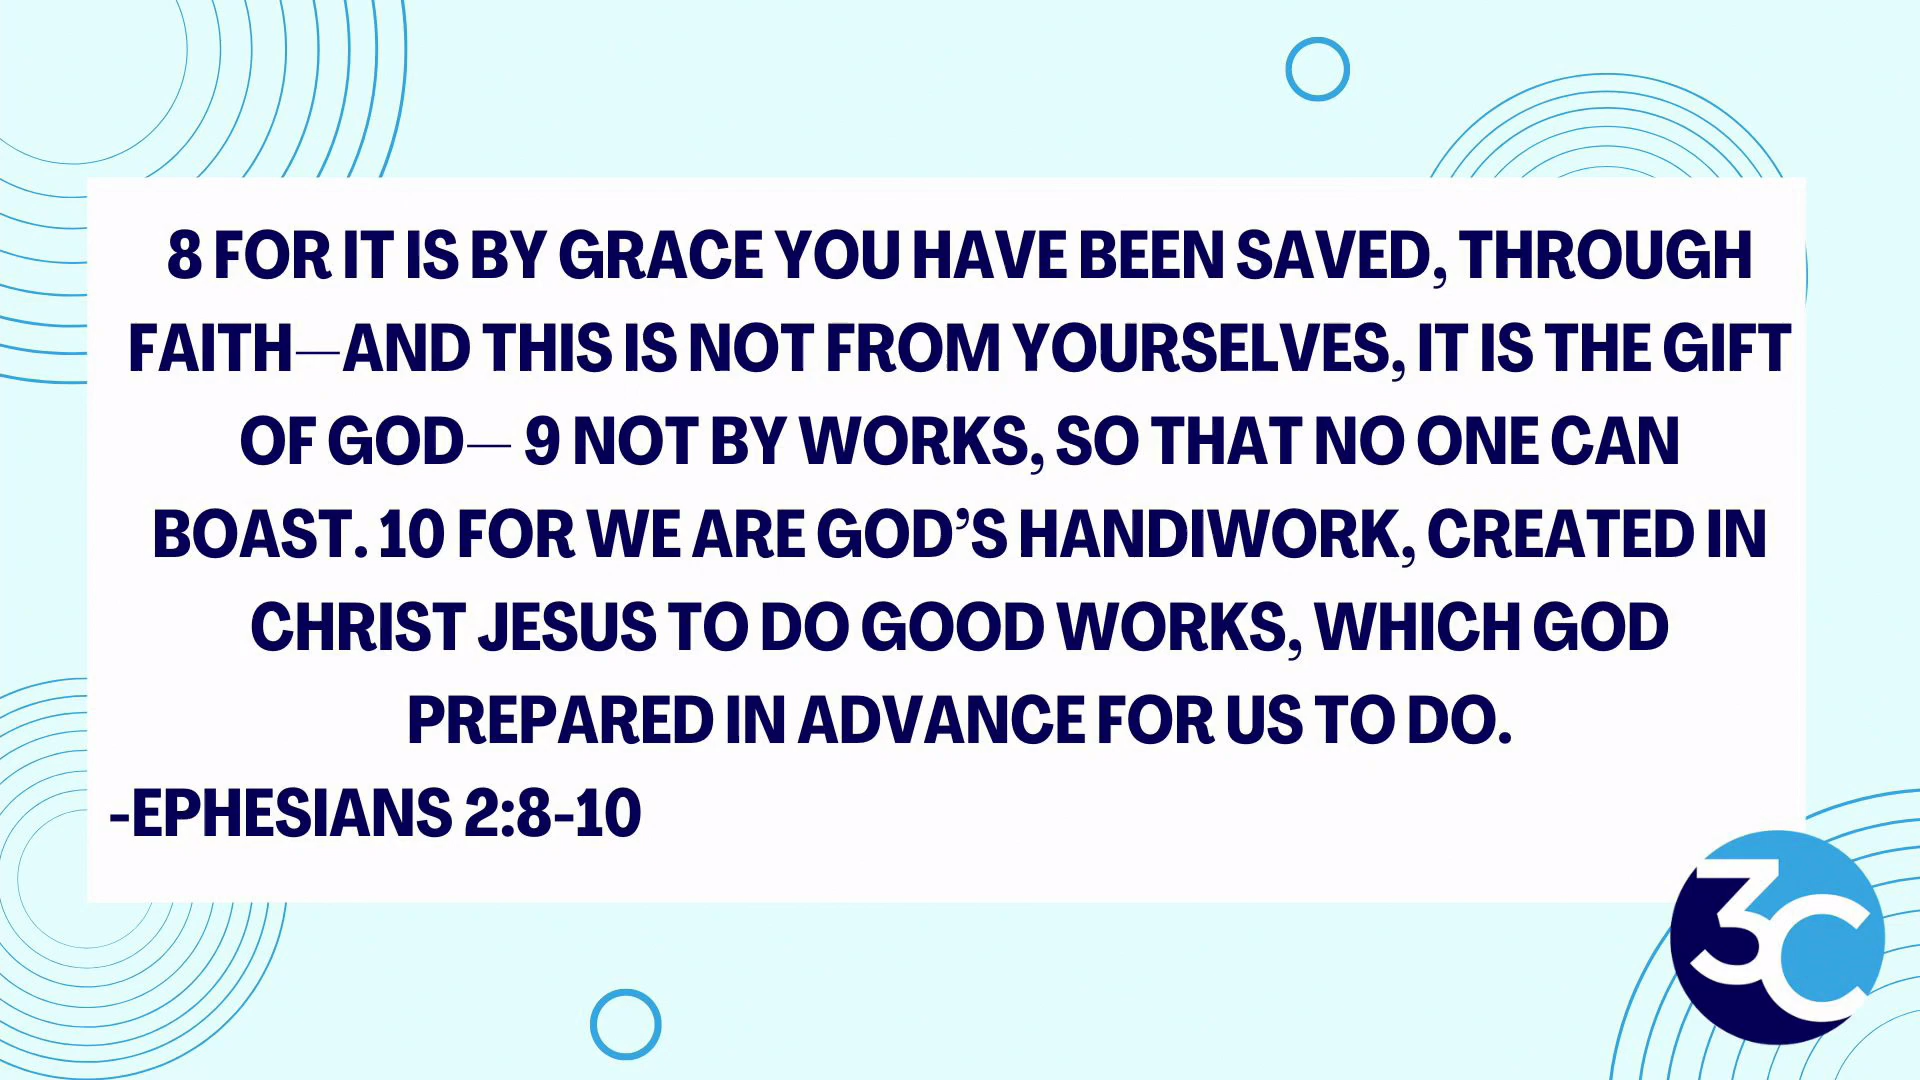 8 FOR IT IS BY GRACE YOU HAVE BEEN SAVED, THROUGH
FAITH—AND THIS IS NOT FROM YOURSELVES, IT IS THE GIFT
OF GOD— 9 NOT BY WORKS, SO THAT NO ONE CAN
BOAST. 10 FOR WE ARE GOD’S HANDIWORK, CREATED IN
CHRIST JESUS TO DO GOOD WORKS, WHICH GOD
PREPARED IN ADVANCE FOR US TO DO.
-EPHESIANS 2:8-10
3C